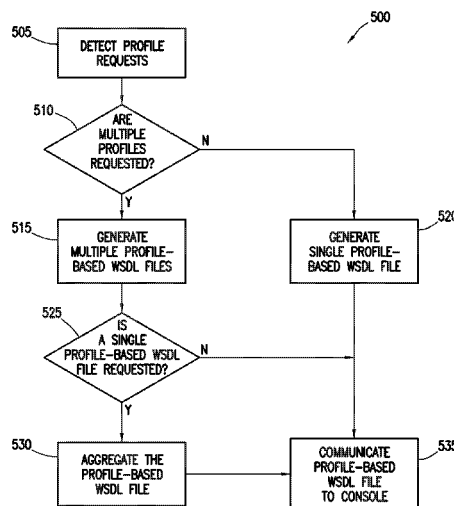 500
505
DETECT PROFILE
REQUESTS
510
ARE
MULTIPLE
PROFILES
REQUESTED?
N
Y
515
GENERATE
MULTIPLE PROFILE-
BASED WSDL FILES
520
GENERATE
SINGLE PROFILE-
BASED WSDL FILE
525
IS
A SINGLE
PROFILE-BASED WSDL
FILE REQUESTED?
N
Y
530
AGGREGATE THE
PROFILE-BASED
WSDL FILE
535
COMMUNICATE
PROFILE-BASED
WSDL FILE
TO CONSOLE